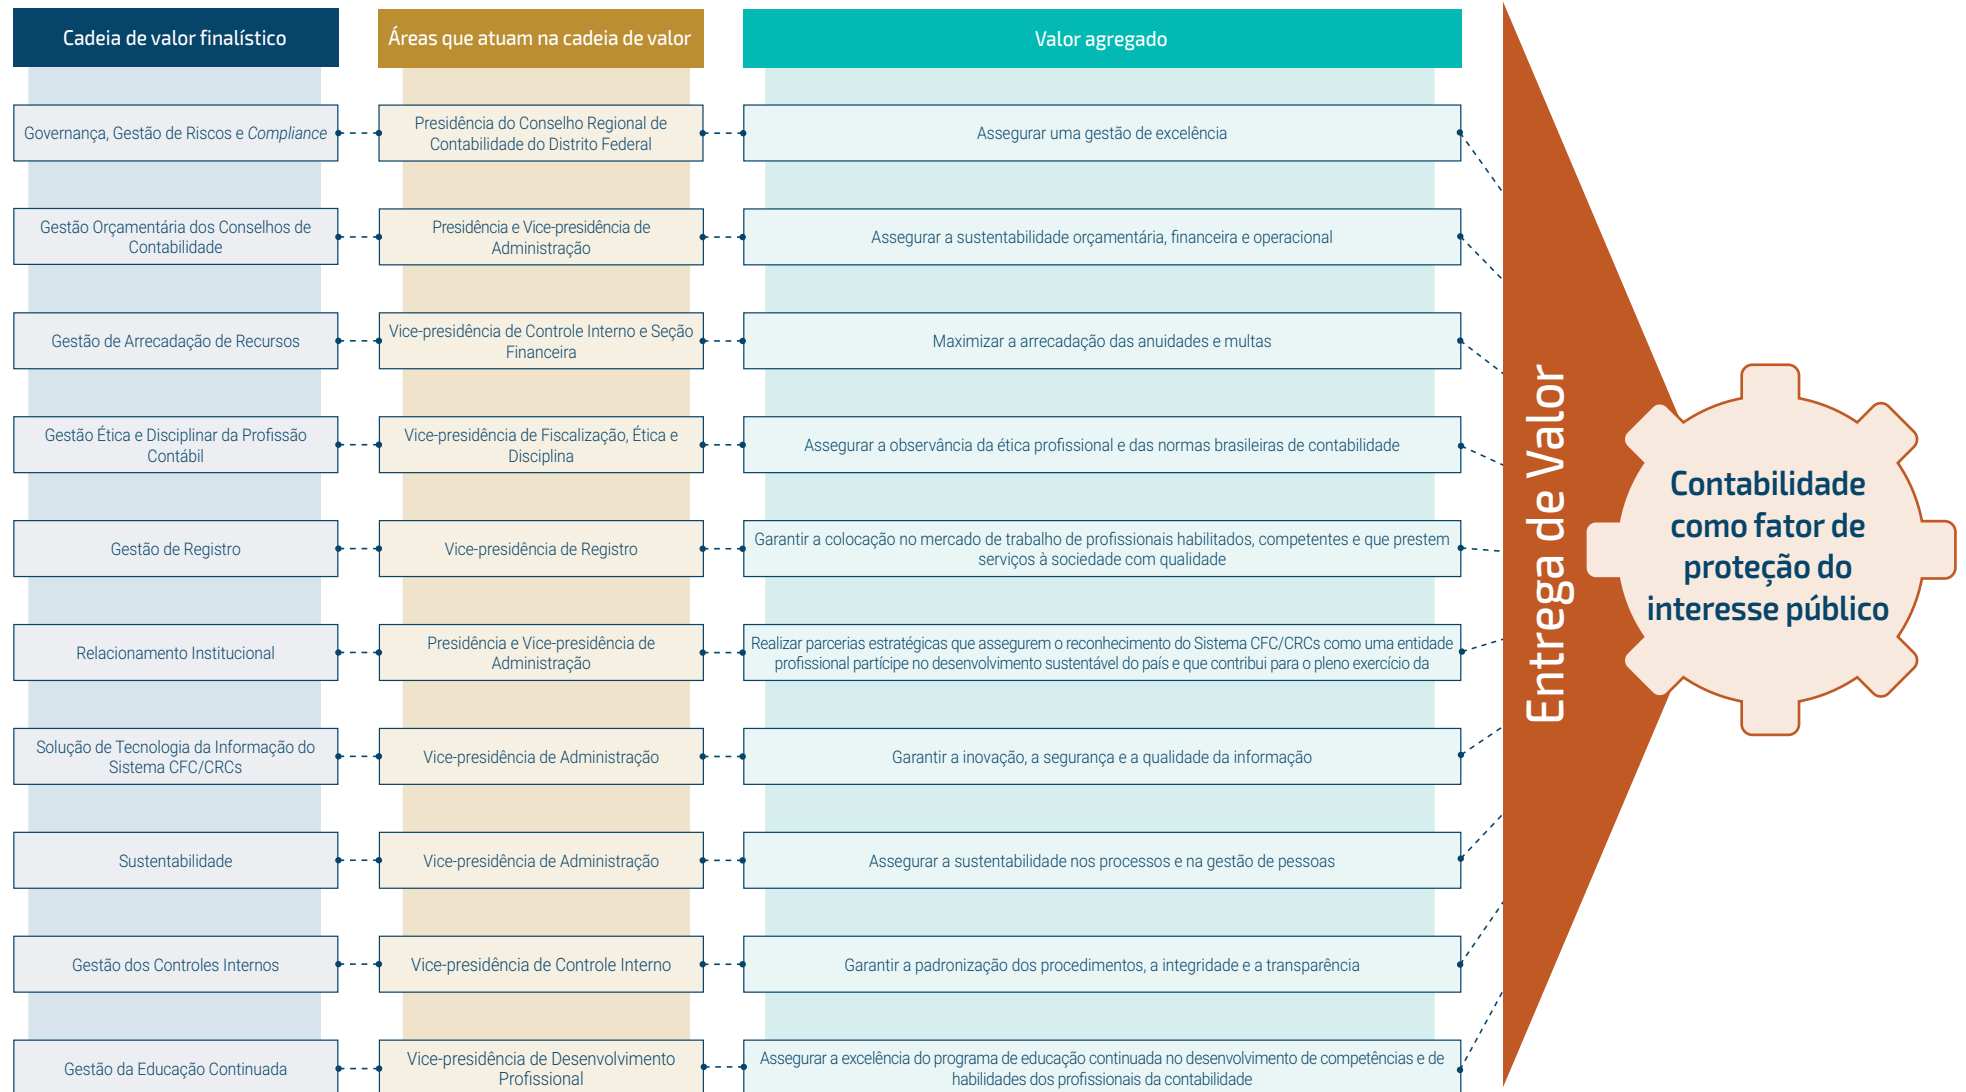 Cadeia de valor finalístico
Áreas que atuam na cadeia de valor
Valor agregado
Governança, Gestão de Riscos e Compliance
Presidência do Conselho Regional de
Contabilidade do Distrito Federal
Assegurar uma gestão de excelência
Gestão Orçamentária dos Conselhos de
Contabilidade
Presidência e Vice-presidência de
Administração
Assegurar a sustentabilidade orçamentária, financeira e operacional
Gestão de Arrecadação de Recursos
Vice-presidência de Controle Interno e Seção
Financeira
Maximizar a arrecadação das anuidades e multas
Gestão Ética e Disciplinar da Profissão
Contábil
Vice-presidência de Fiscalização, Ética e
Disciplina
Assegurar a observância da ética profissional e das normas brasileiras de contabilidade
Gestão de Registro
Vice-presidência de Registro
Garantir a colocação no mercado de trabalho de profissionais habilitados, competentes e que prestem
serviços à sociedade com qualidade
Relacionamento Institucional
Presidência e Vice-presidência de
Administração
Realizar parcerias estratégicas que assegurem o reconhecimento do Sistema CFC/CRCs como uma entidade
profissional partícipe no desenvolvimento sustentável do país e que contribui para o pleno exercício da
Solução de Tecnologia da Informação do
Sistema CFC/CRCs
Vice-presidência de Administração
Garantir a inovação, a segurança e a qualidade da informação
Sustentabilidade
Vice-presidência de Administração
Assegurar a sustentabilidade nos processos e na gestão de pessoas
Gestão dos Controles Internos
Vice-presidência de Controle Interno
Garantir a padronização dos procedimentos, a integridade e a transparência
Gestão da Educação Continuada
Vice-presidência de Desenvolvimento
Profissional
Assegurar a excelência do programa de educação continuada no desenvolvimento de competências e de
habilidades dos profissionais da contabilidade
Entrega de Valor
Contabilidade
como fator de
proteção do
interesse público